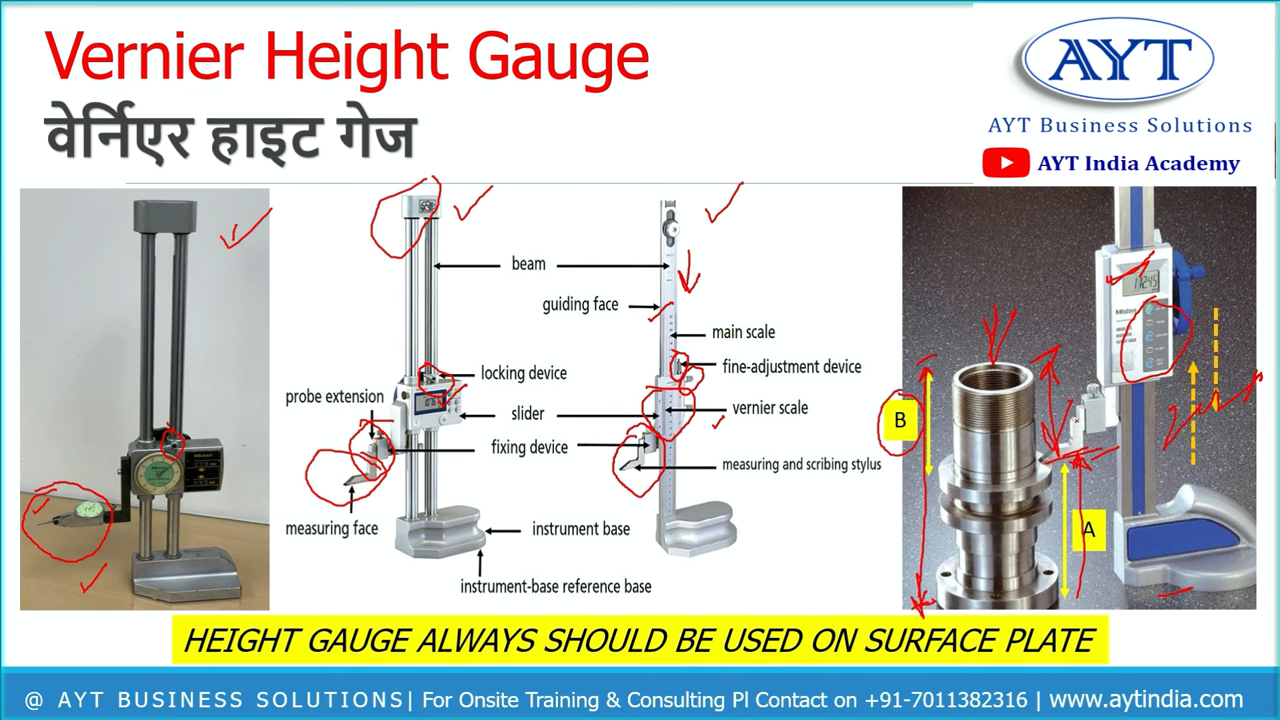 Vernier Height Gauge
वेर्निएर हाइट गेज
AYT
AYT Business Solutions
AYT India Academy
beam
guiding face
main scale
locking device
fine-adjustment device
probe extension
slider
vernier scale
fixing device
measuring and scribing stylus
measuring face
instrument base
instrument-base reference base
Mitutoyo
B
A
HEIGHT GAUGE ALWAYS SHOULD BE USED ON SURFACE PLATE
@ AYT BUSINESS SOLUTIONS| For Onsite Training & Consulting Pl Contact on +91-7011382316 | www.aytindia.com